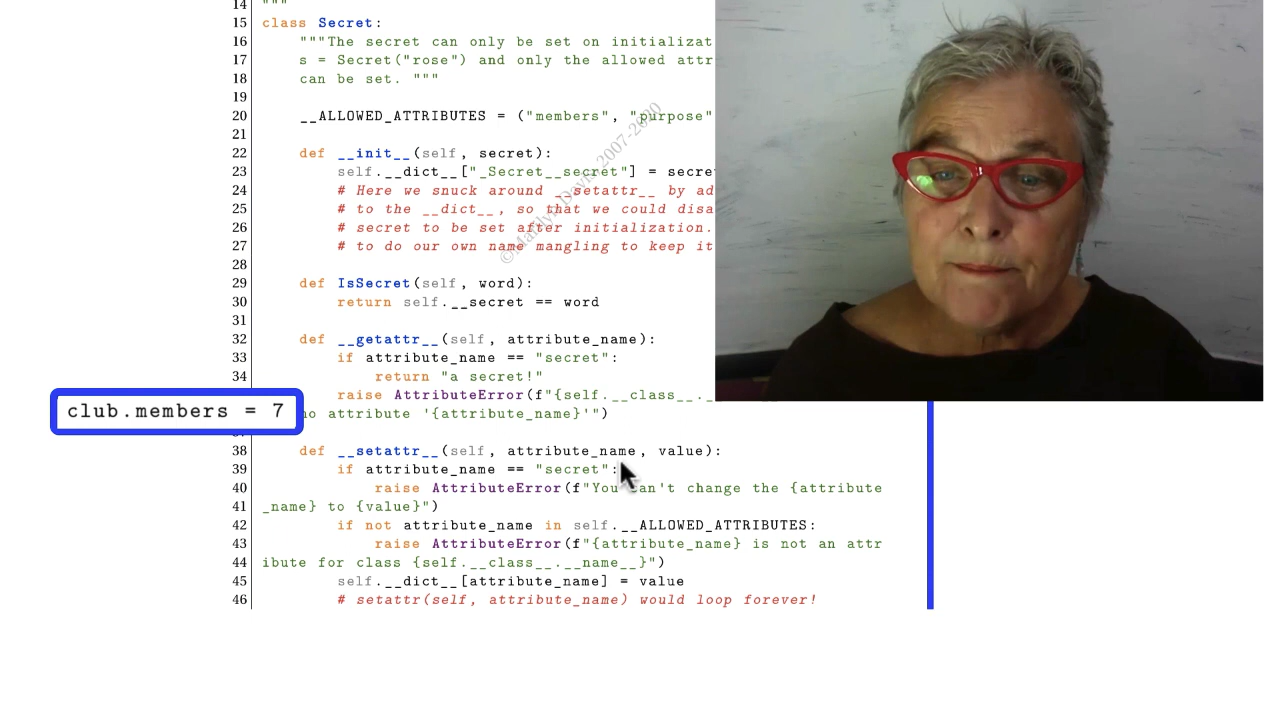 14 """
15 class Secret:
16 """The secret can only be set on initializat
17 s = Secret("rose") and only the allowed attr
18 can be set. """
19
20 __ALLOWED_ATTRIBUTES = ("members", "purpose"
21
22 def __init__(self, secret):
23 self.__dict__["_Secret__secret"] = secre
24 # Here we snuck around __setattr__ by ad
25 # to the __dict__, so that we could disa
26 # secret to be set after initialization.
27 # to do our own name mangling to keep it
28
29 def IsSecret(self, word):
30 return self.__secret == word
31
32 def __getattr__(self, attribute_name):
33 if attribute_name == "secret":
34 return "a secret!"
raise AttributeError(f"{self.__class__._
club.members = 7
no attribute '{attribute_name}'")
38 def __setattr__(self, attribute_name, value):
39 if attribute_name == "secret":
40 raise AttributeError(f"You can't change the {attribute
41 _name} to {value}")
42 if not attribute_name in self.__ALLOWED_ATTRIBUTES:
43 raise AttributeError(f"{attribute_name} is not an attr
44 ibute for class {self.__class__.__name__}")
45 self.__dict__[attribute_name] = value
46 # setattr(self, attribute_name) would loop forever!
©Marilyn Davis 2007-2020